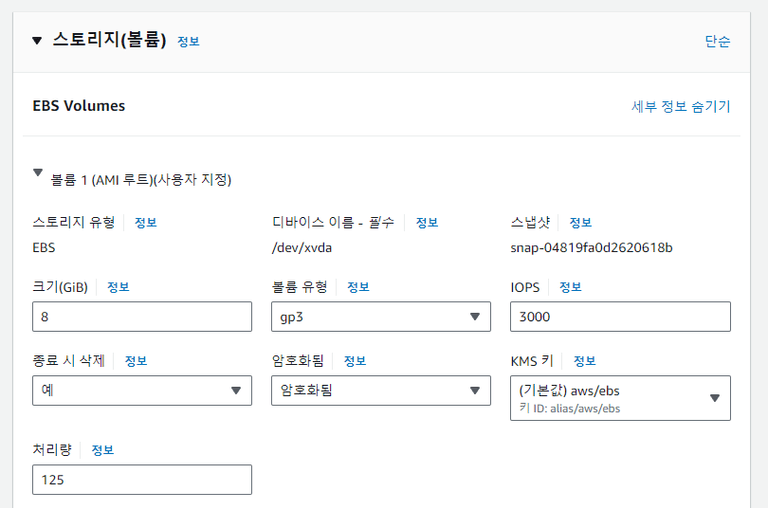 스토리지(볼륨) 정보 단순
EBS Volumes 세부 정보 숨기기
볼륨 1 (AMI 루트)(사용자 지정)
스토리지 유형 정보 디바이스 이름 - 필수 정보 스냅샷 정보
EBS /dev/xvda snap-04819fa0d2620618b
크기(GiB) 정보 볼륨 유형 정보 IOPS 정보
8 gp3 3000
종료 시 삭제 정보 암호화됨 정보 KMS 키 정보
예 암호화됨 (기본값) aws/ebs
키 ID: alias/aws/ebs
처리량 정보
125